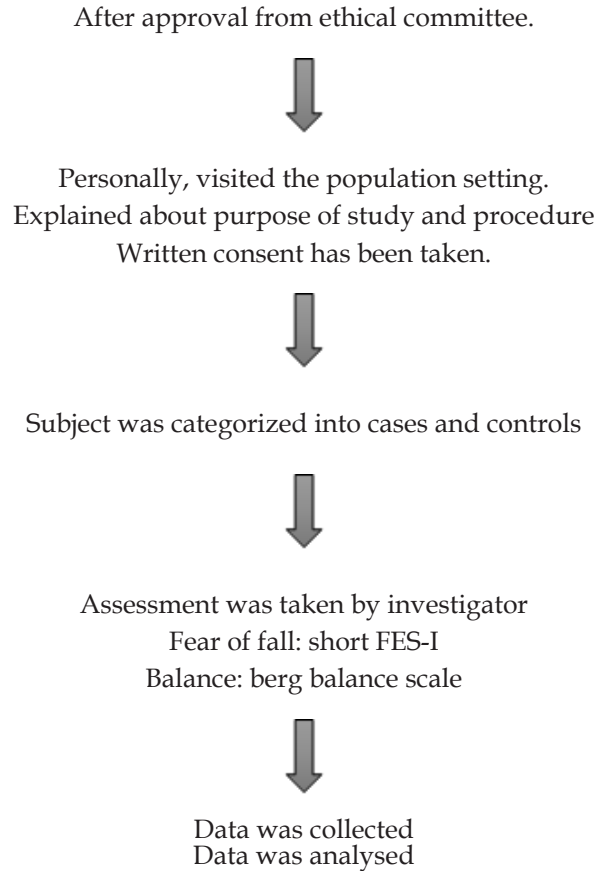 After approval from ethical committee.
Personally, visited the population setting.
Explained about purpose of study and procedure
Written consent has been taken.
Subject was categorized into cases and controls
Assessment was taken by investigator
Fear of fall: short FES-I
Balance: berg balance scale
Data was collected
Data was analysed